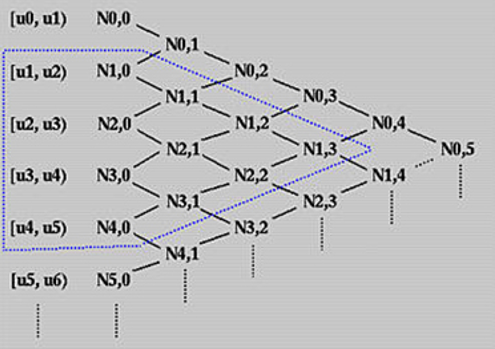 [u0, u1) N0,0
N0,1
[u1, u2) N1,0 N0,2
N1,1 N0,3
[u2, u3) N2,0 N1,2 N0,4
N2,1 N1,3 N0,5
[u3, u4) N3,0 N2,2 N1,4
N3,1 N2,3
[u4, u5) N4,0 N3,2
N4,1
[u5, u6) N5,0